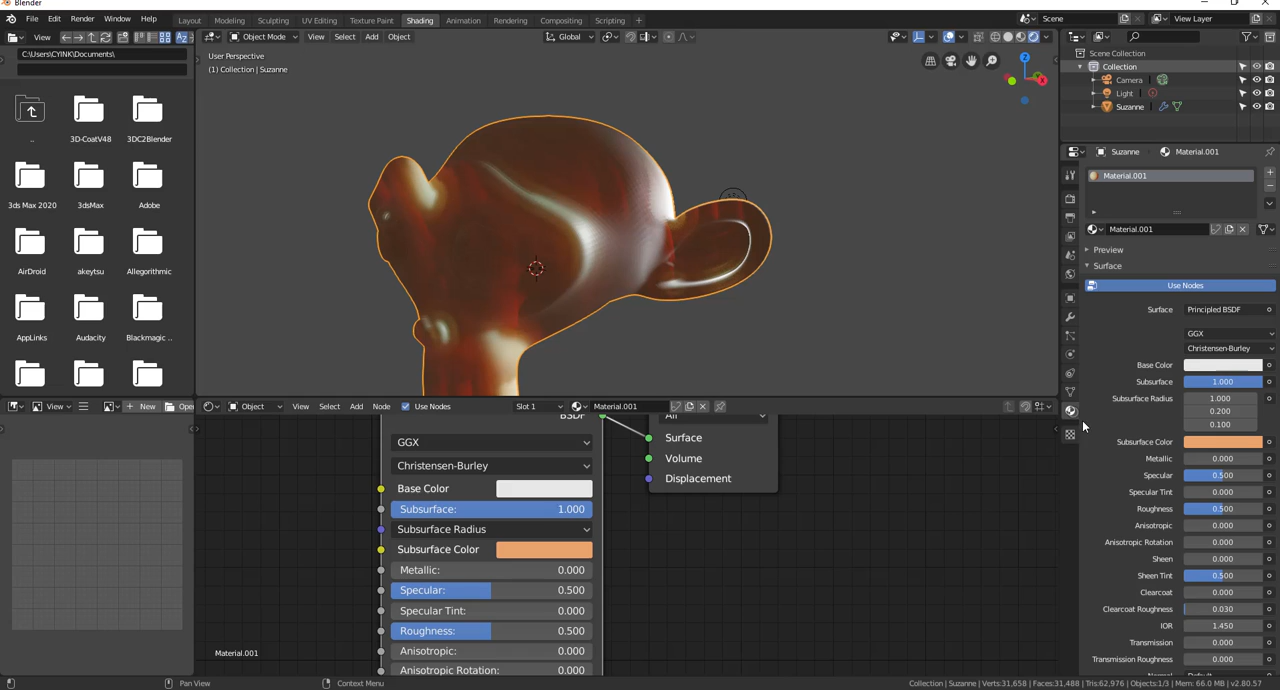 Blender
File Edit Render Window Help Layout Modeling Sculpting UV Editing Texture Paint Shading Animation Rendering Compositing Scripting + Scene View Layer
View Object Mode View Select Add Object Global
C:\Users\CYINK\Documents\
User Perspective
(1) Collection | Suzanne
.. 3D-CoatV48 3DC2Blender
3ds Max 2020 3dsMax Adobe
AirDroid akeytsu Allegorithmic
AppLinks Audacity Blackmagic ..
Z X
Scene Collection
Collection
Camera
Light
Suzanne
Suzanne Material.001
Material.001
Material.001
Preview
Surface
Use Nodes
Surface Principled BSDF
GGX
Christensen-Burley
Base Color
Subsurface 1.000
Subsurface Radius 1.000
0.200
0.100
Subsurface Color
Metallic 0.000
Specular 0.500
Specular Tint 0.000
Roughness 0.500
Anisotropic 0.000
Anisotropic Rotation 0.000
Sheen 0.000
Sheen Tint 0.500
Clearcoat 0.000
Clearcoat Roughness 0.030
IOR 1.450
Transmission 0.000
Transmission Roughness 0.000
View + New Open
Object View Select Add Node Use Nodes Slot 1 Material.001
BSDF
GGX
Christensen-Burley
Base Color
Subsurface: 1.000
Subsurface Radius
Subsurface Color
Metallic: 0.000
Specular: 0.500
Specular Tint: 0.000
Roughness: 0.500
Anisotropic: 0.000
Anisotropic Rotation: 0.000
All
Surface
Volume
Displacement
Material.001
Pan View Context Menu Collection | Suzanne | Verts:31,658 | Faces:31,488 | Tris:62,976 | Objects:1/3 | Mem: 66.0 MB | v2.80.57